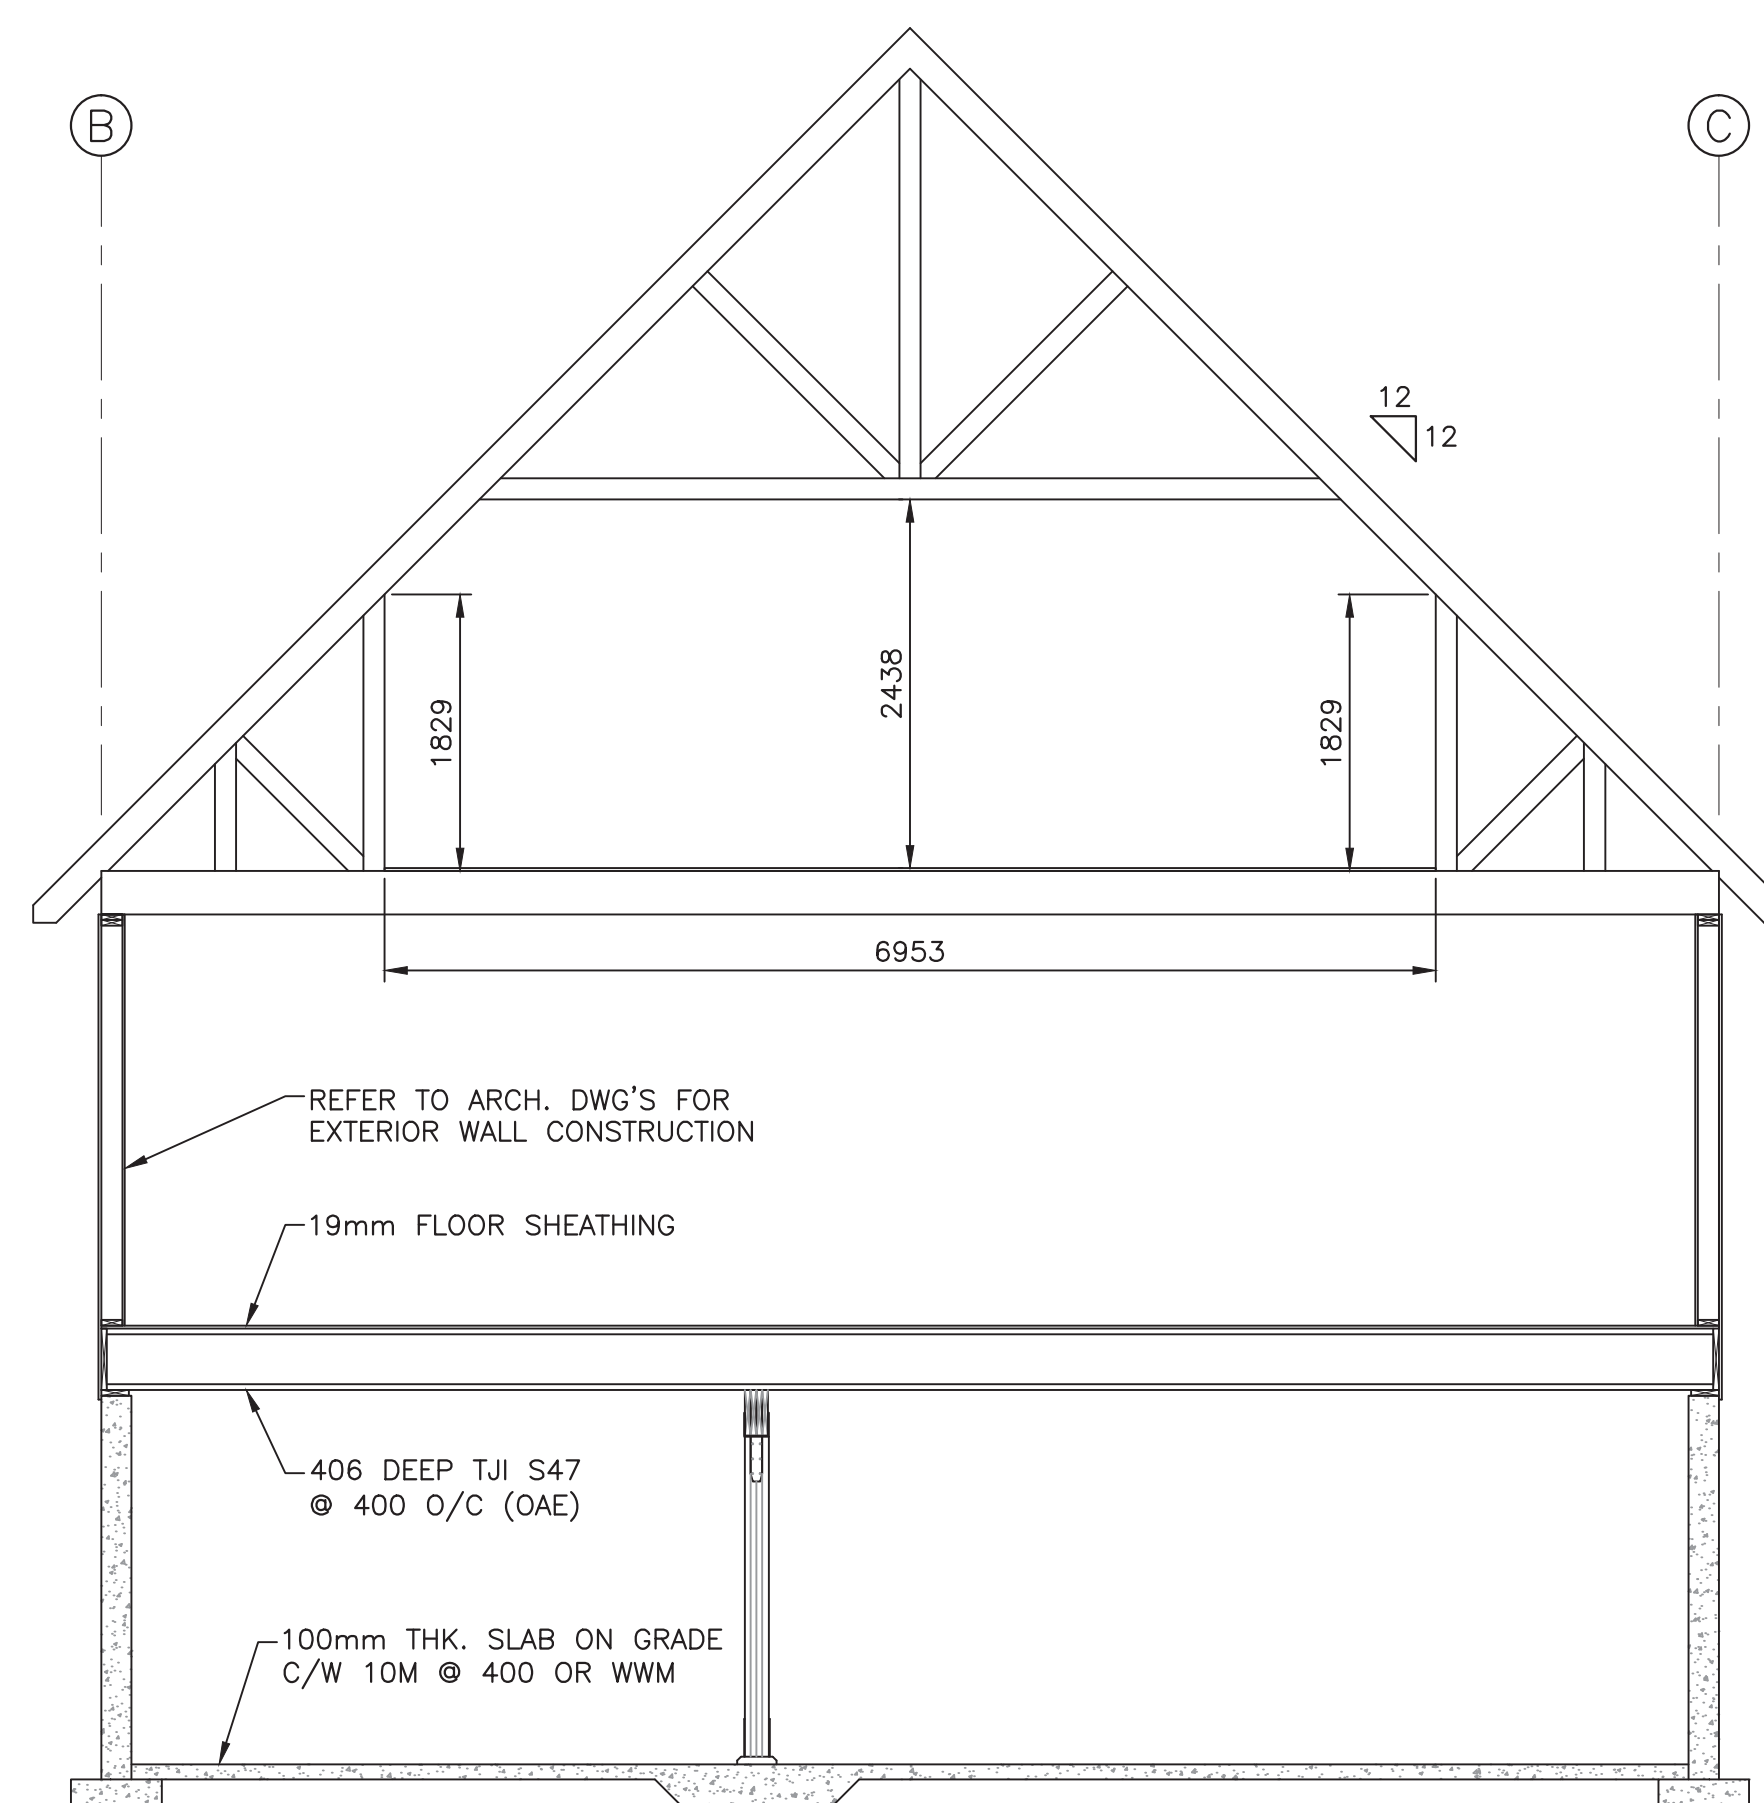 B
C
12
12
2438
1829
1829
6953
REFER TO ARCH. DWG'S FOR
EXTERIOR WALL CONSTRUCTION
19mm FLOOR SHEATHING
406 DEEP TJI S47
@ 400 O/C (OAE)
100mm THK. SLAB ON GRADE
C/W 10M @ 400 OR WWM